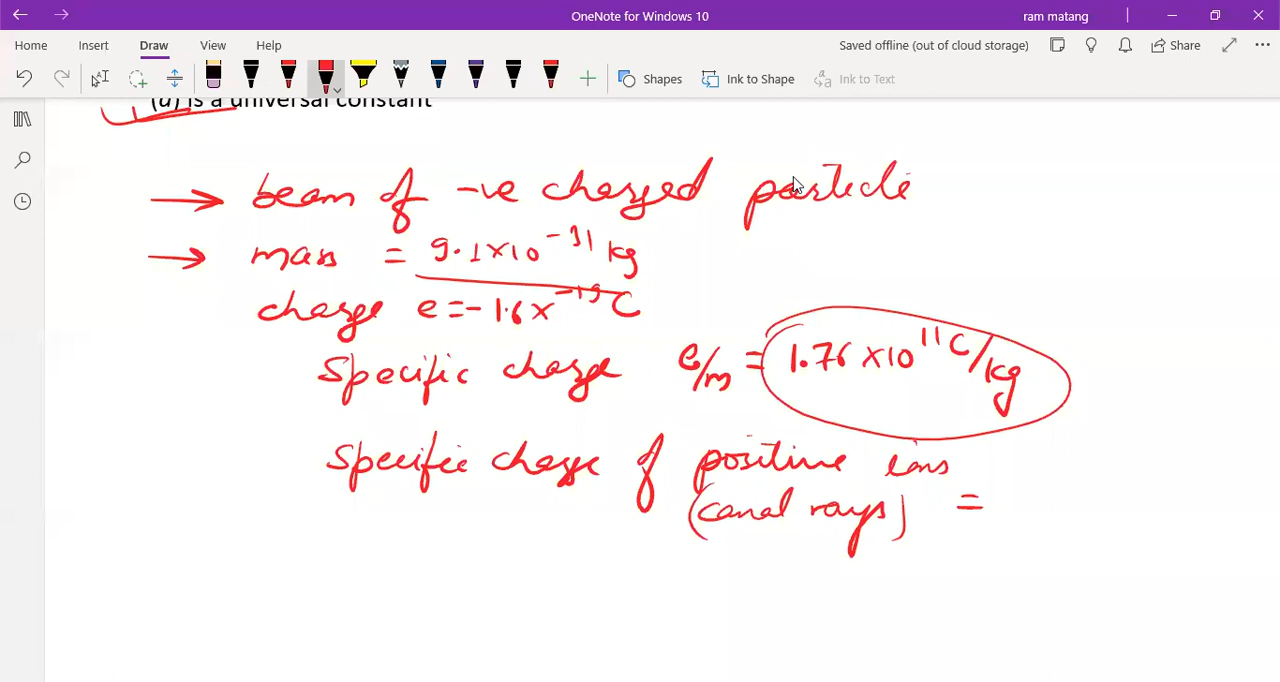 OneNote for Windows 10
ram matang
Home Insert Draw View Help
Saved offline (out of cloud storage)
Share
Shapes
Ink to Shape
Ink to Text
(d) is a universal constant
→ beam of -ve charged particle
→ mass = 9.1×10⁻³¹ kg
charge e = - 1.6×⁻¹⁹ C
Specific charge e/m = 1.76 ×10¹¹ C/kg
Specific charge of positive ions
(canal rays) =